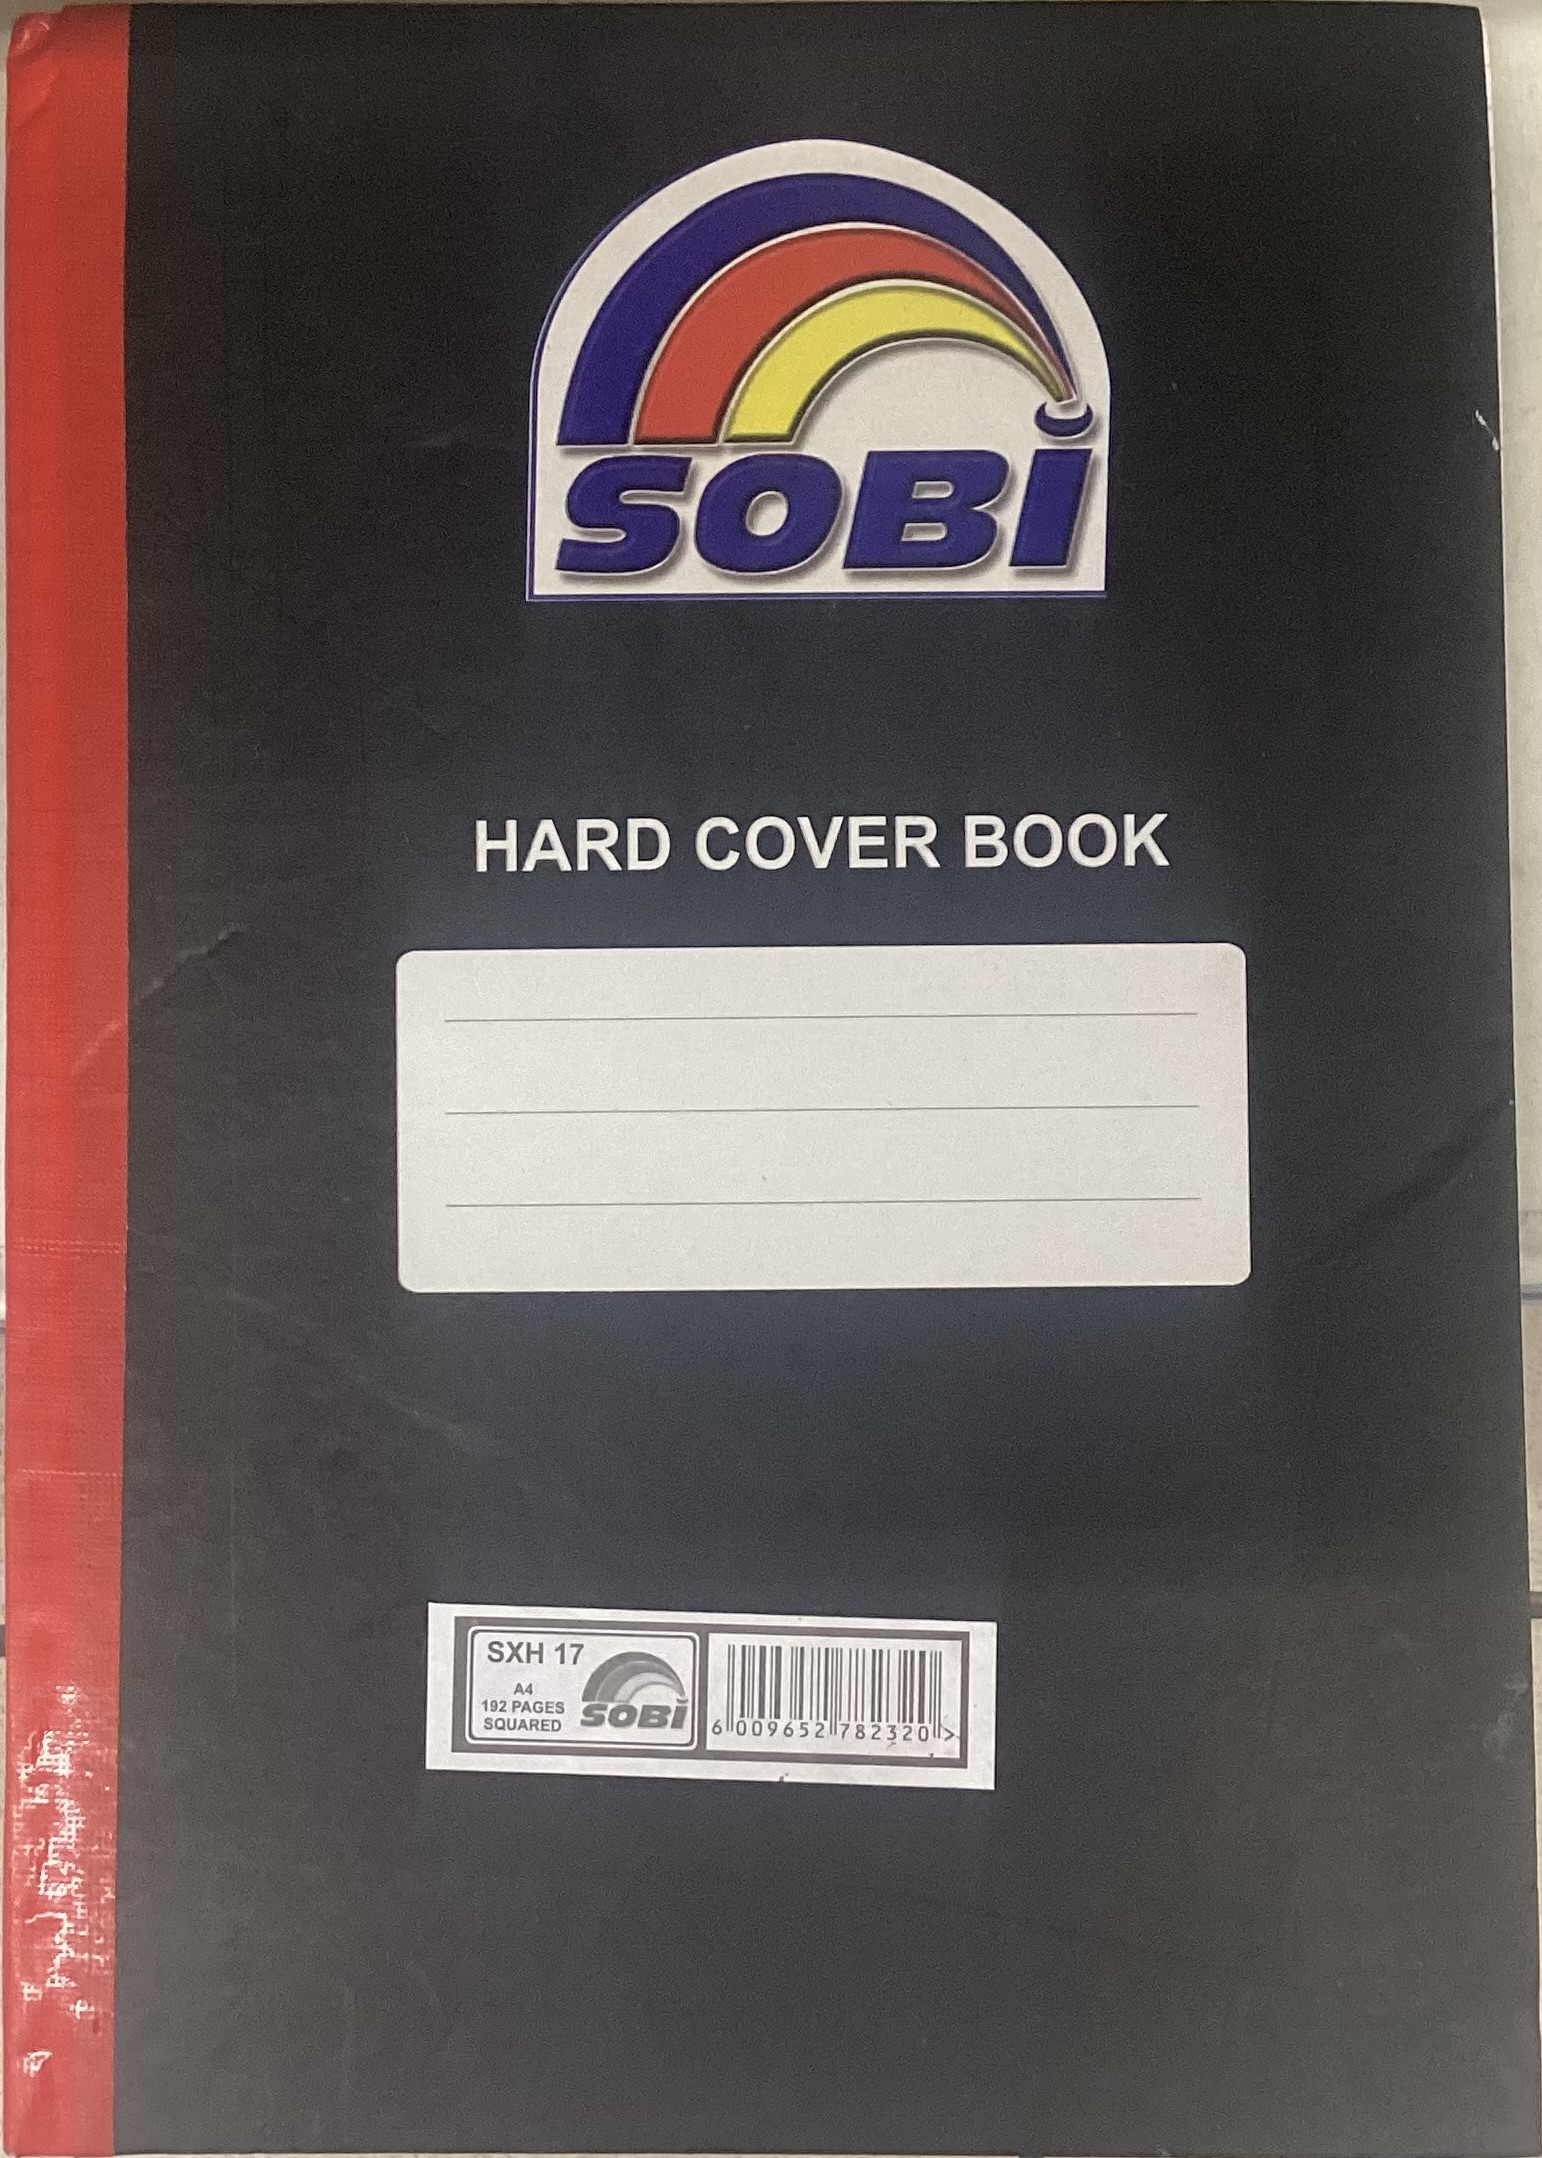 SOBI
HARD COVER BOOK
SXH 17
A4
192 PAGES
SQUARED
SOBI
6 009652 782320 >